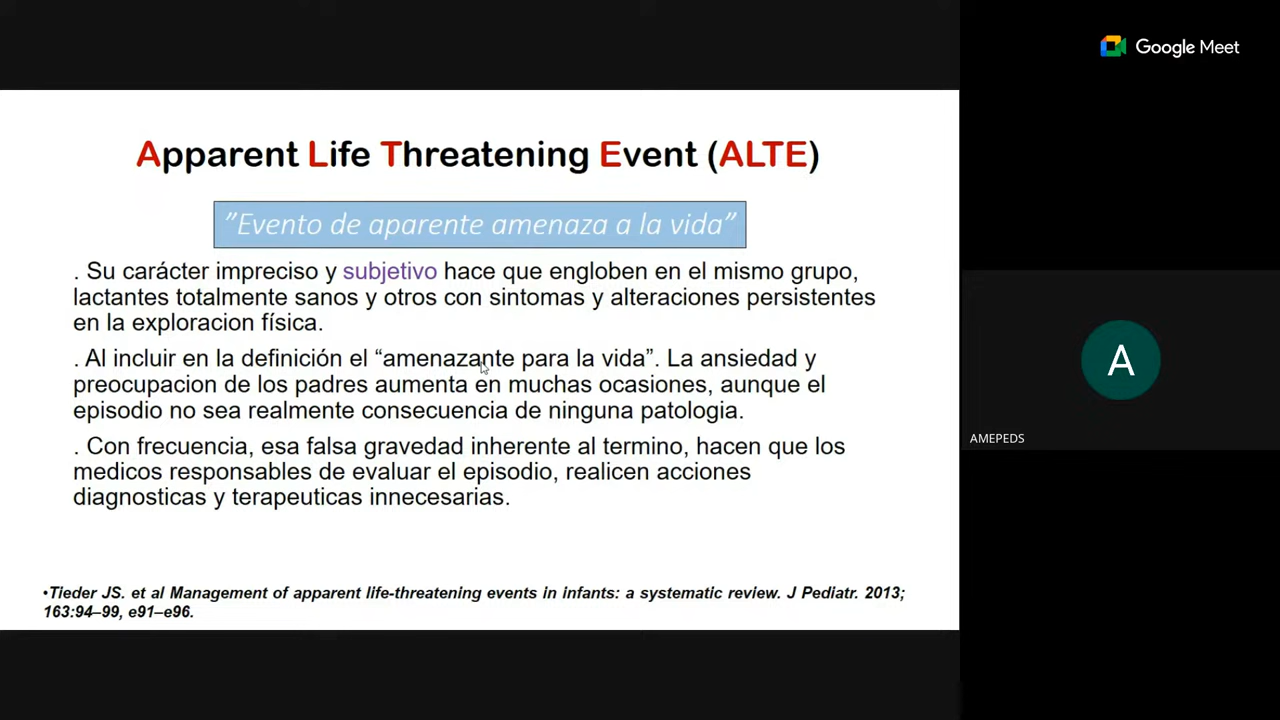 Google Meet
Apparent Life Threatening Event (ALTE)
”Evento de aparente amenaza a la vida”
. Su carácter impreciso y subjetivo hace que engloben en el mismo grupo,
lactantes totalmente sanos y otros con sintomas y alteraciones persistentes
en la exploracion física.
. Al incluir en la definición el “amenazante para la vida”. La ansiedad y
preocupacion de los padres aumenta en muchas ocasiones, aunque el
episodio no sea realmente consecuencia de ninguna patologia.
. Con frecuencia, esa falsa gravedad inherente al termino, hacen que los
medicos responsables de evaluar el episodio, realicen acciones
diagnosticas y terapeuticas innecesarias.
•Tieder JS. et al Management of apparent life-threatening events in infants: a systematic review. J Pediatr. 2013;
163:94–99, e91–e96.
A
AMEPEDS